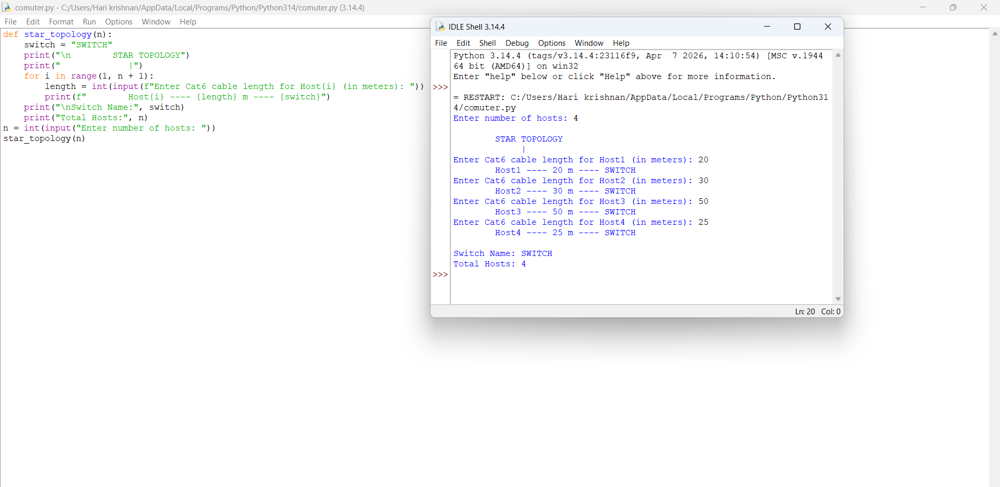 comuter.py - C:/Users/Hari krishnan/AppData/Local/Programs/Python/Python314/comuter.py (3.14.4)
File Edit Format Run Options Window Help
def star_topology(n):
    switch = "SWITCH"
    print("\n        STAR TOPOLOGY")
    print("             |")
    for i in range(1, n + 1):
        length = int(input(f"Enter Cat6 cable length for Host{i} (in meters): "))
        print(f"        Host{i} ---- {length} m ---- {switch}")
    print("\nSwitch Name:", switch)
    print("Total Hosts:", n)
n = int(input("Enter number of hosts: "))
star_topology(n)
IDLE Shell 3.14.4
File Edit Shell Debug Options Window Help
Python 3.14.4 (tags/v3.14.4:23116f9, Apr  7 2026, 14:10:54) [MSC v.1944
64 bit (AMD64)] on win32
Enter "help" below or click "Help" above for more information.
>>>
= RESTART: C:/Users/Hari krishnan/AppData/Local/Programs/Python/Python31
4/comuter.py
Enter number of hosts: 4
        STAR TOPOLOGY
             |
Enter Cat6 cable length for Host1 (in meters): 20
        Host1 ---- 20 m ---- SWITCH
Enter Cat6 cable length for Host2 (in meters): 30
        Host2 ---- 30 m ---- SWITCH
Enter Cat6 cable length for Host3 (in meters): 50
        Host3 ---- 50 m ---- SWITCH
Enter Cat6 cable length for Host4 (in meters): 25
        Host4 ---- 25 m ---- SWITCH
Switch Name: SWITCH
Total Hosts: 4
>>>
Ln: 20 Col: 0